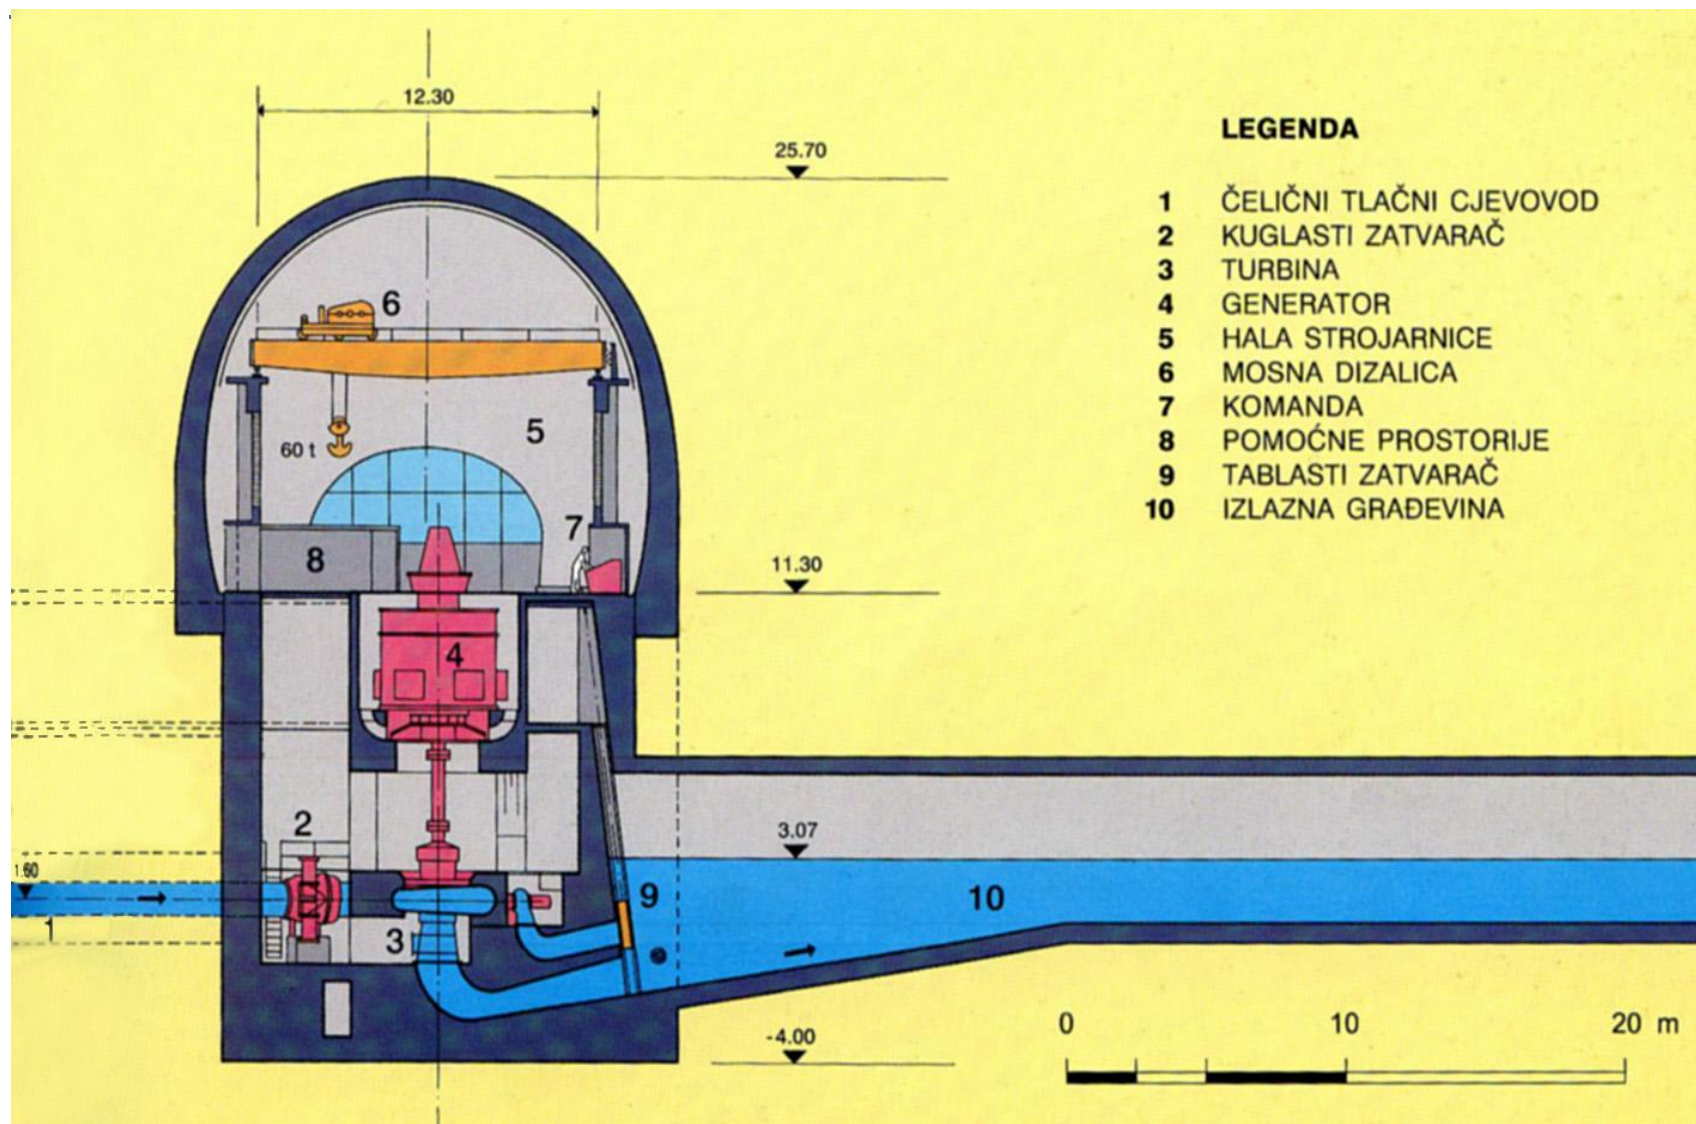 12.30
25.70
LEGENDA
1 ČELIČNI TLAČNI CJEVOVOD
2 KUGLASTI ZATVARAČ
3 TURBINA
4 GENERATOR
5 HALA STROJARNICE
6 MOSNA DIZALICA
7 KOMANDA
8 POMOĆNE PROSTORIJE
9 TABLASTI ZATVARAČ
10 IZLAZNA GRAĐEVINA
6
5
60 t
7
8
11.30
4
2
3.07
1.60
9
10
1
3
0 10 20 m
-4.00